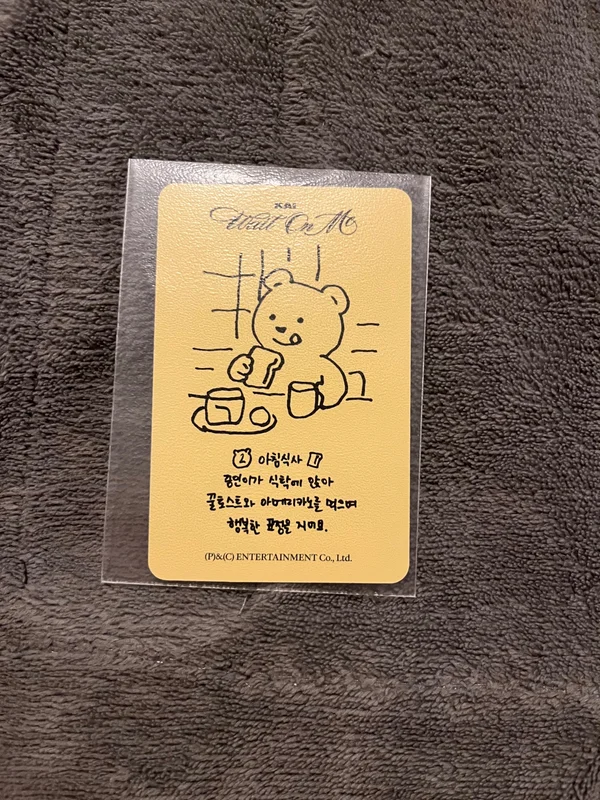 KAI
Wait On Me
2 아침식사
곰먼이가 식탁에 앉아
꿀토스트와 아메리카노를 먹으며
행복한 표정을 지어요.
(P)&(C) ENTERTAINMENT Co., Ltd.